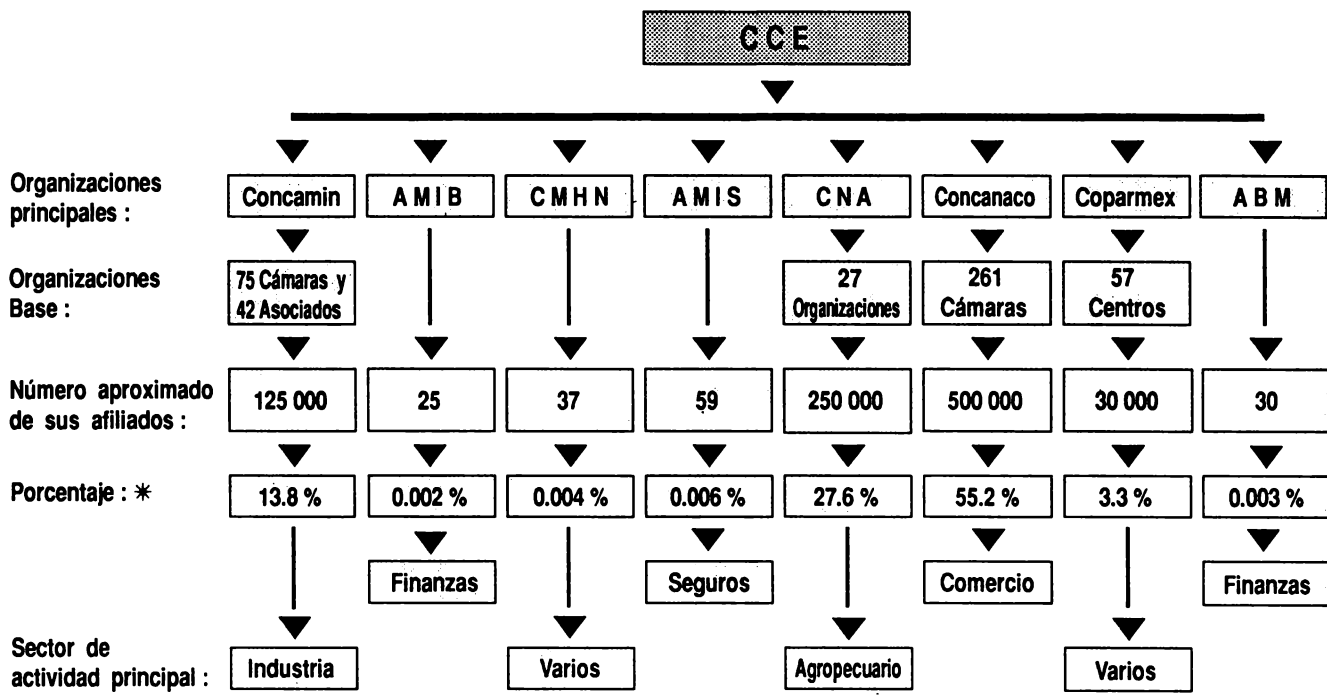 CCE
Organizaciones
principales :
Concamin
AMIB
CMHN
AMIS
CNA
Concanaco
Coparmex
ABM
Organizaciones
Base :
75 Cámaras y
42 Asociados
27
Organizaciones
261
Cámaras
57
Centros
Número aproximado
de sus afiliados :
125 000
25
37
59
250 000
500 000
30 000
30
Porcentaje : *
13.8 %
0.002 %
0.004 %
0.006 %
27.6 %
55.2 %
3.3 %
0.003 %
Finanzas
Seguros
Comercio
Finanzas
Sector de
actividad principal :
Industria
Varios
Agropecuario
Varios